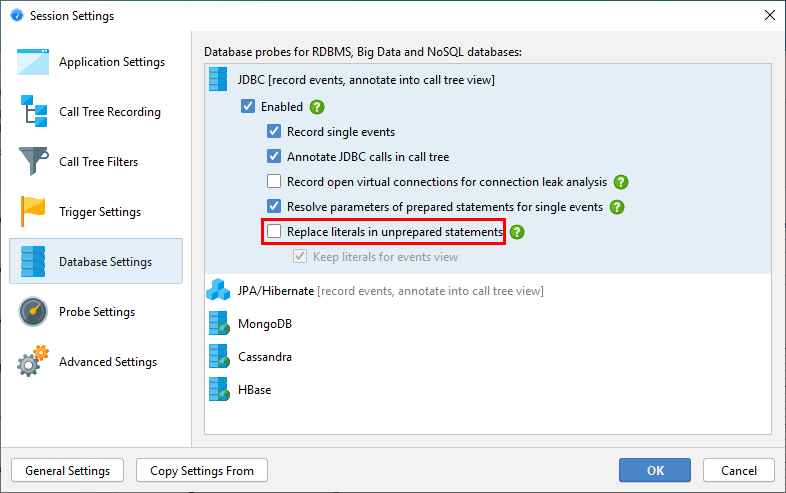 Session Settings
Application Settings
Call Tree Recording
Call Tree Filters
Trigger Settings
Database Settings
Probe Settings
Advanced Settings
Database probes for RDBMS, Big Data and NoSQL databases:
JDBC [record events, annotate into call tree view]
Enabled
Record single events
Annotate JDBC calls in call tree
Record open virtual connections for connection leak analysis
Resolve parameters of prepared statements for single events
Replace literals in unprepared statements
Keep literals for events view
JPA/Hibernate [record events, annotate into call tree view]
MongoDB
Cassandra
HBase
General Settings
Copy Settings From
OK
Cancel